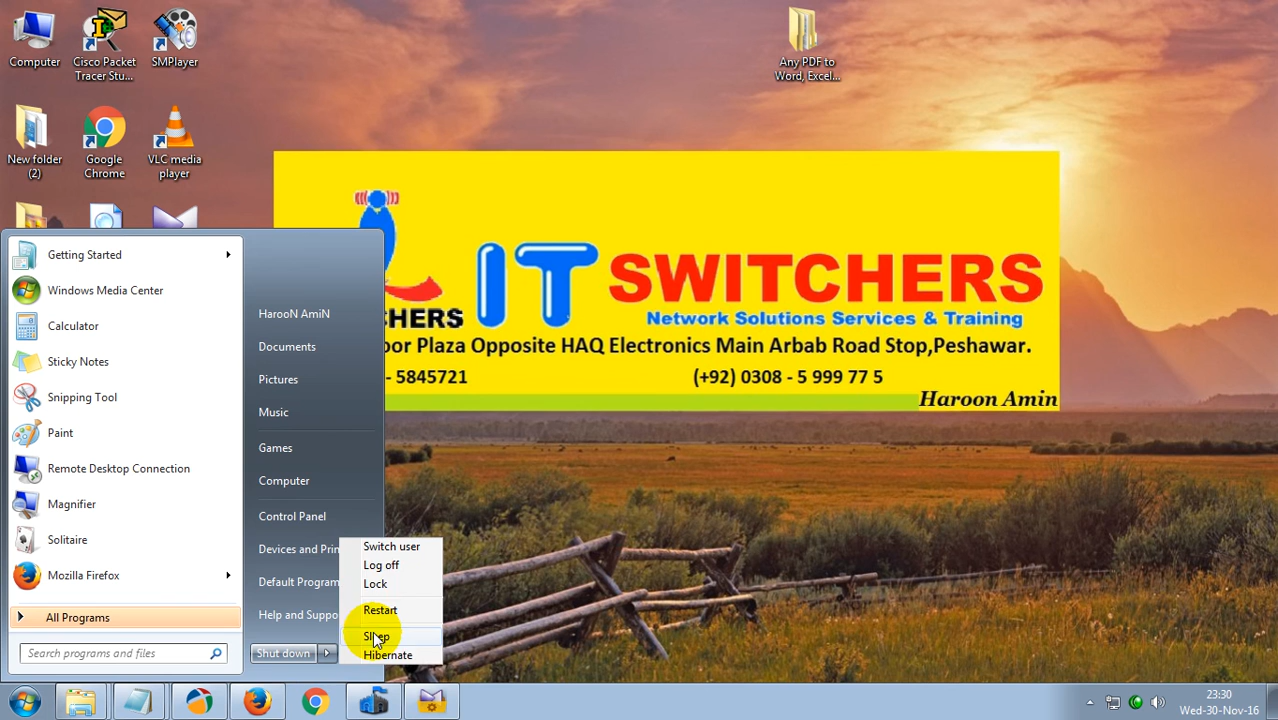 Computer
Cisco Packet
Tracer Stu...
SMPlayer
Any PDF to
Word, Excel...
New folder
(2)
Google
Chrome
VLC media
player
IT SWITCHERS
Network Solutions Services & Training
CHERS
oor Plaza Opposite HAQ Electronics Main Arbab Road Stop,Peshawar.
- 5845721
(+92) 0308 - 5 999 77 5
Haroon Amin
Getting Started
Windows Media Center
Calculator
Sticky Notes
Snipping Tool
Paint
Remote Desktop Connection
Magnifier
Solitaire
Mozilla Firefox
All Programs
Search programs and files
HarooN AmiN
Documents
Pictures
Music
Games
Computer
Control Panel
Devices and Prin
Default Program
Help and Suppo
Shut down
Switch user
Log off
Lock
Restart
Sleep
Hibernate
23:30
Wed-30-Nov-16